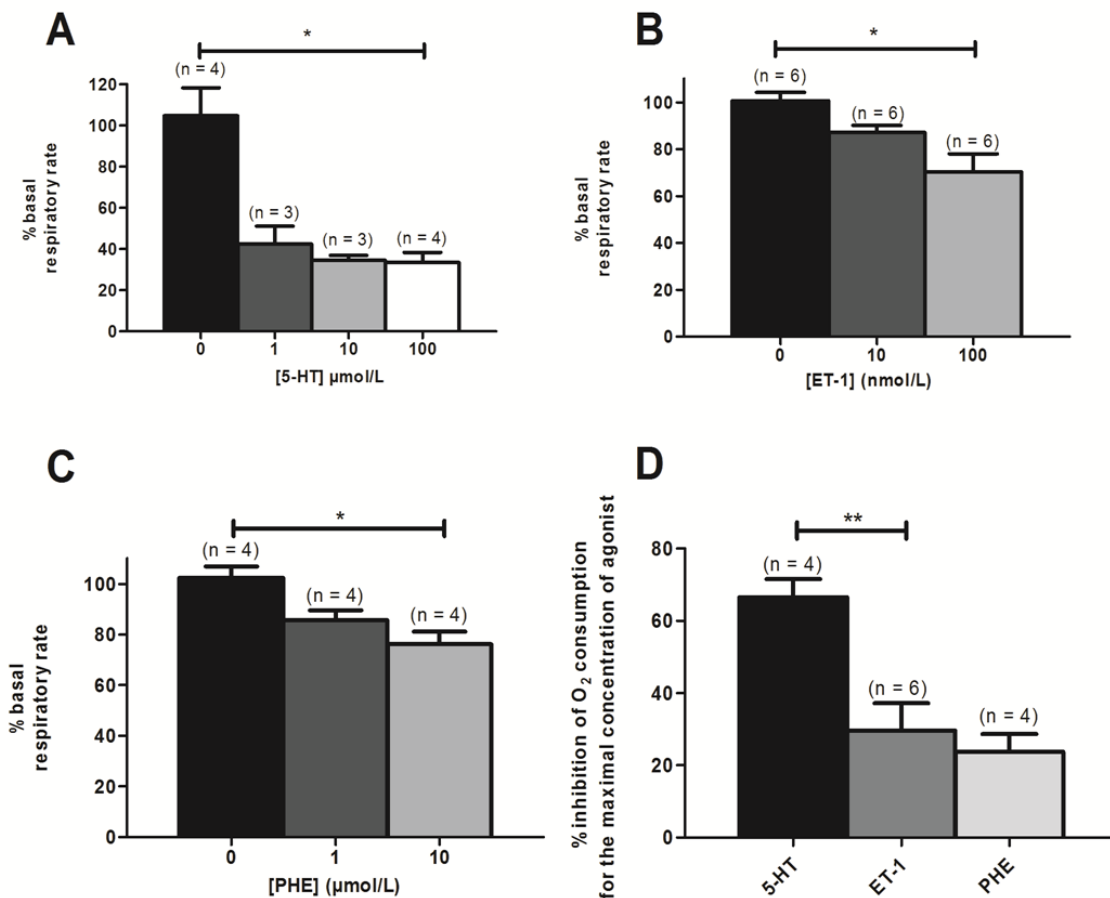 A
*
(n = 4)
(n = 3)
(n = 3)
(n = 4)
120
100
80
60
40
20
0
% basal
respiratory rate
0 1 10 100
[5-HT] µmol/L
B
*
(n = 6)
(n = 6)
(n = 6)
100
80
60
40
20
0
% basal
respiratory rate
0 10 100
[ET-1] (nmol/L)
C
*
(n = 4)
(n = 4)
(n = 4)
100
80
60
40
20
0
% basal
respiratory rate
0 1 10
[PHE] (µmol/L)
D
**
(n = 4)
(n = 6)
(n = 4)
80
60
40
20
0
% inhibition of O₂ consumption
for the maximal concentration of agonist
5-HT ET-1 PHE